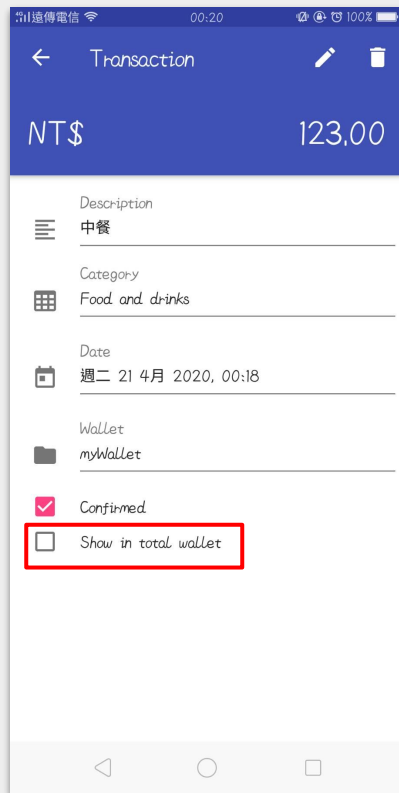 遠傳電信 00:20 100%
Transaction
NT$ 123,00
Description
中餐
Category
Food and drinks
Date
週二 21 4月 2020, 00:18
Wallet
myWallet
Confirmed
Show in total wallet